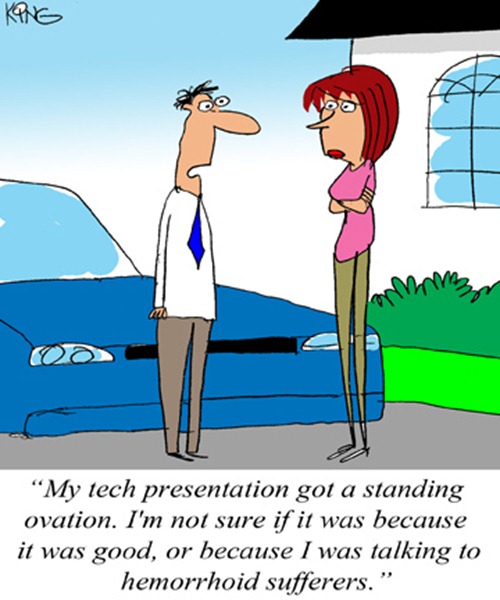 KING
“My tech presentation got a standing
ovation. I'm not sure if it was because
it was good, or because I was talking to
hemorrhoid sufferers.”